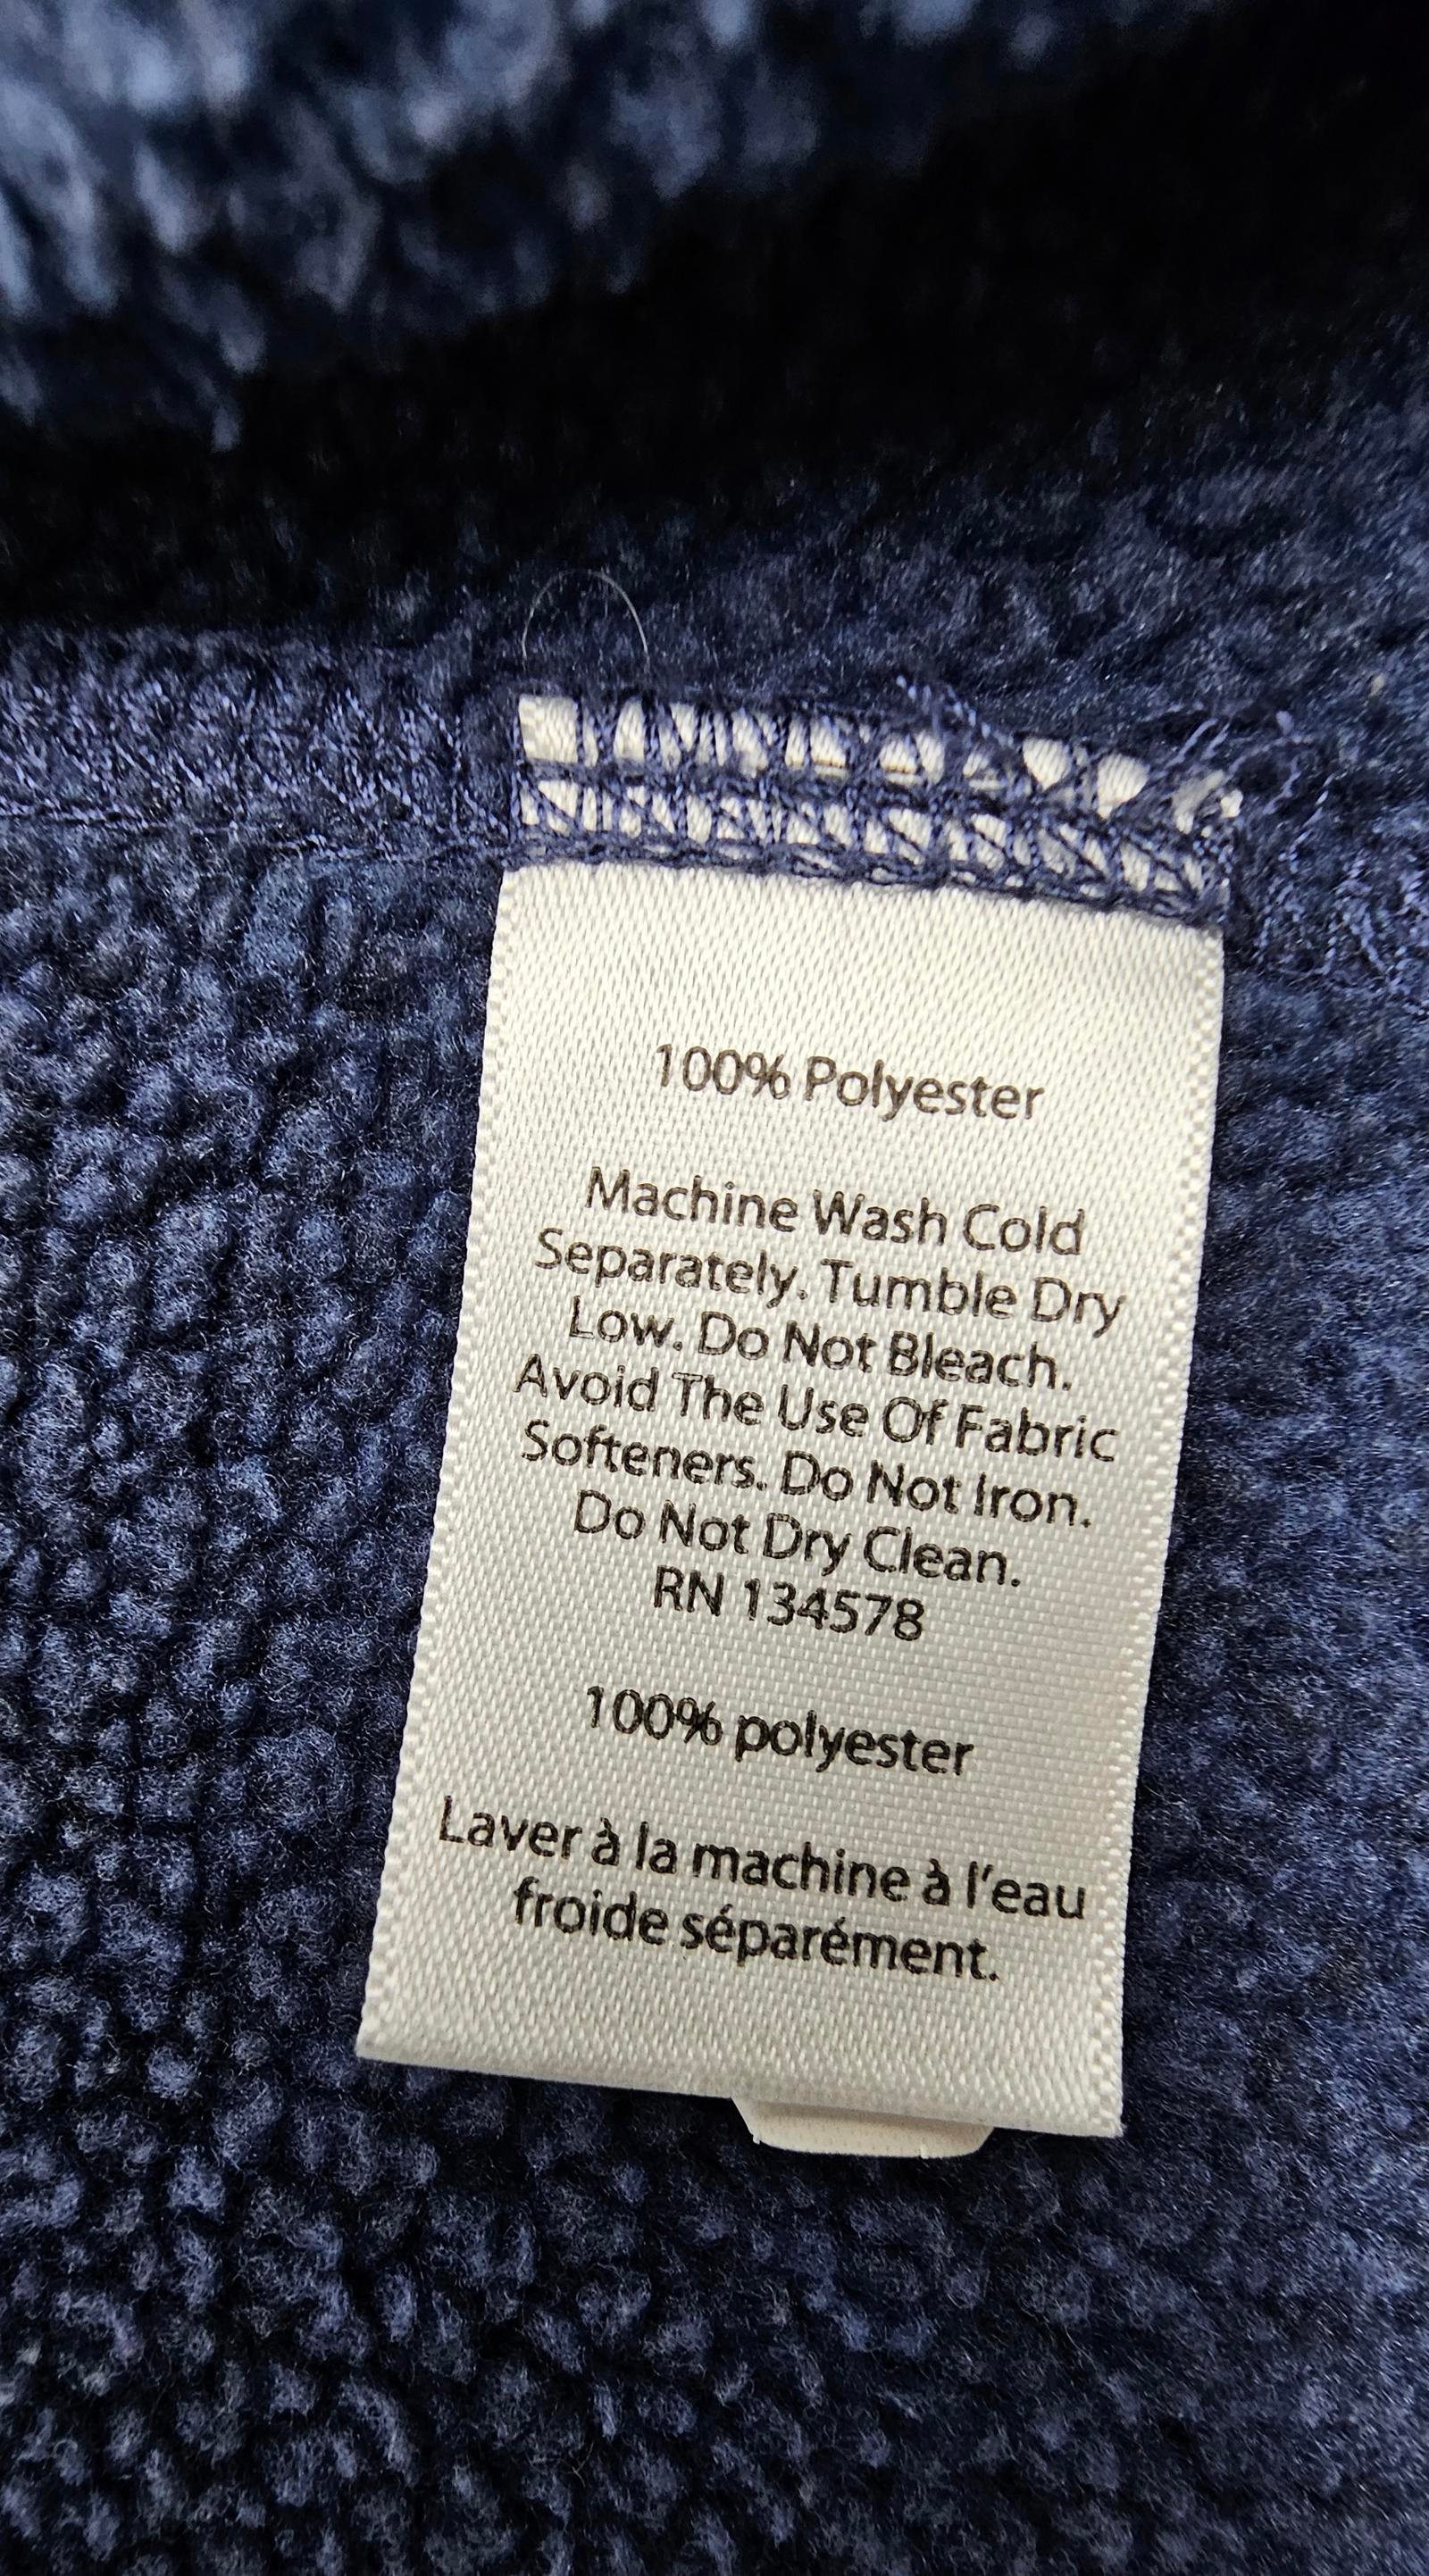 100% Polyester
Machine Wash Cold
Separately. Tumble Dry
Low. Do Not Bleach.
Avoid The Use Of Fabric
Softeners. Do Not Iron.
Do Not Dry Clean.
RN 134578
100% polyester
Laver à la machine à l'eau
froide séparément.